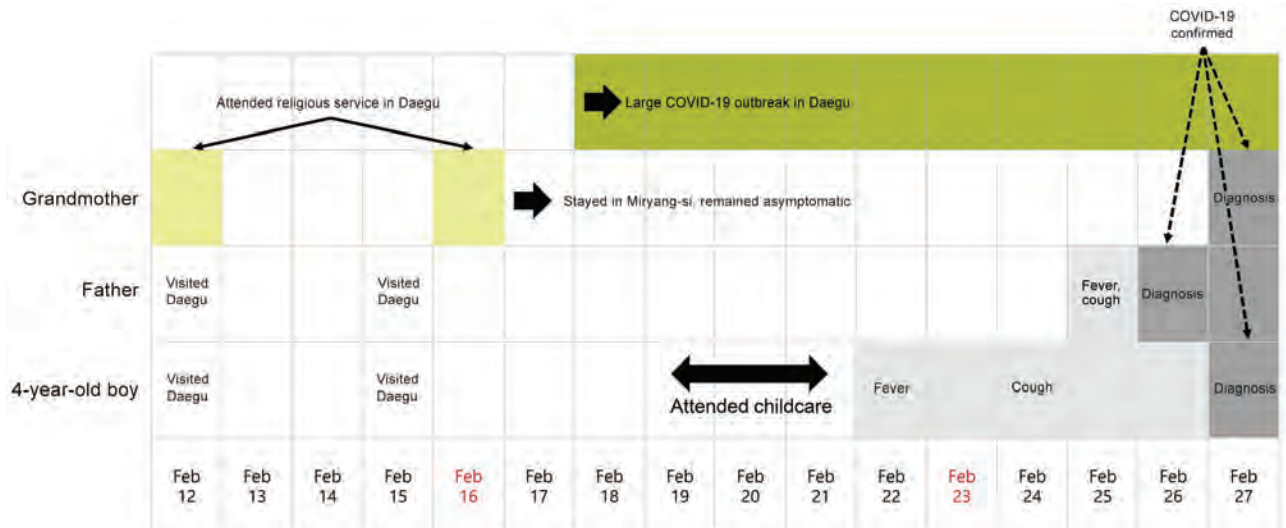 COVID-19
confirmed
Attended religious service in Daegu
Large COVID-19 outbreak in Daegu
Grandmother
Stayed in Miryang-si, remained asymptomatic
Diagnosis
Father
Visited
Daegu
Visited
Daegu
Fever,
cough
Diagnosis
4-year-old boy
Visited
Daegu
Visited
Daegu
Attended childcare
Fever
Cough
Diagnosis
Feb
12
Feb
13
Feb
14
Feb
15
Feb
16
Feb
17
Feb
18
Feb
19
Feb
20
Feb
21
Feb
22
Feb
23
Feb
24
Feb
25
Feb
26
Feb
27